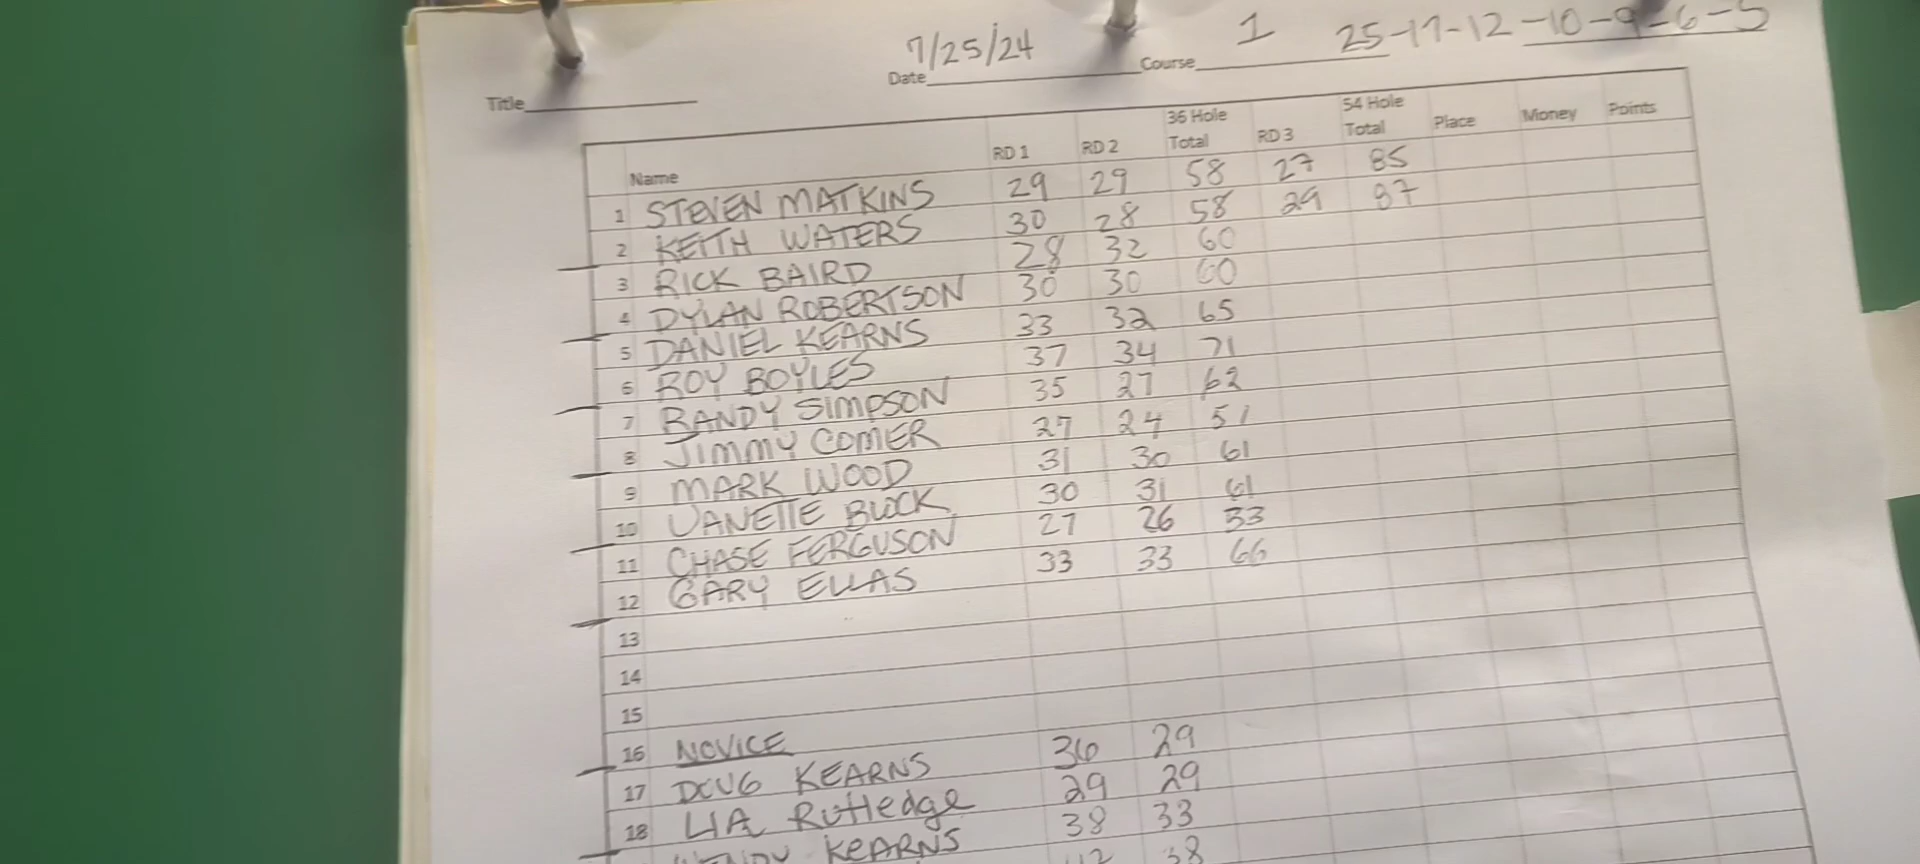 7/25/24 1 25-17-12-10-9-6-5
Title Date Course
Name RD 1 RD 2 36 Hole Total RD 3 54 Hole Total Place Money Points
1 STEVEN MATKINS 29 29 58 27 85
2 KEITH WATERS 30 28 58 29 87
3 RICK BAIRD 28 32 60
4 DYLAN ROBERTSON 30 30 60
5 DANIEL KEARNS 33 32 65
6 ROY BOYLES 37 34 71
7 RANDY SIMPSON 35 27 62
8 JIMMY COMER 27 24 51
9 MARK WOOD 31 30 61
10 JANETTE BLOCK 30 31 61
11 CHASE FERGUSON 27 26 53
12 GARY ELLAS 33 33 66
13
14
15
16 NOVICE
17 DOUG KEARNS 36 29
18 LIA Rutledge 29 29
KEARNS 38 33
38